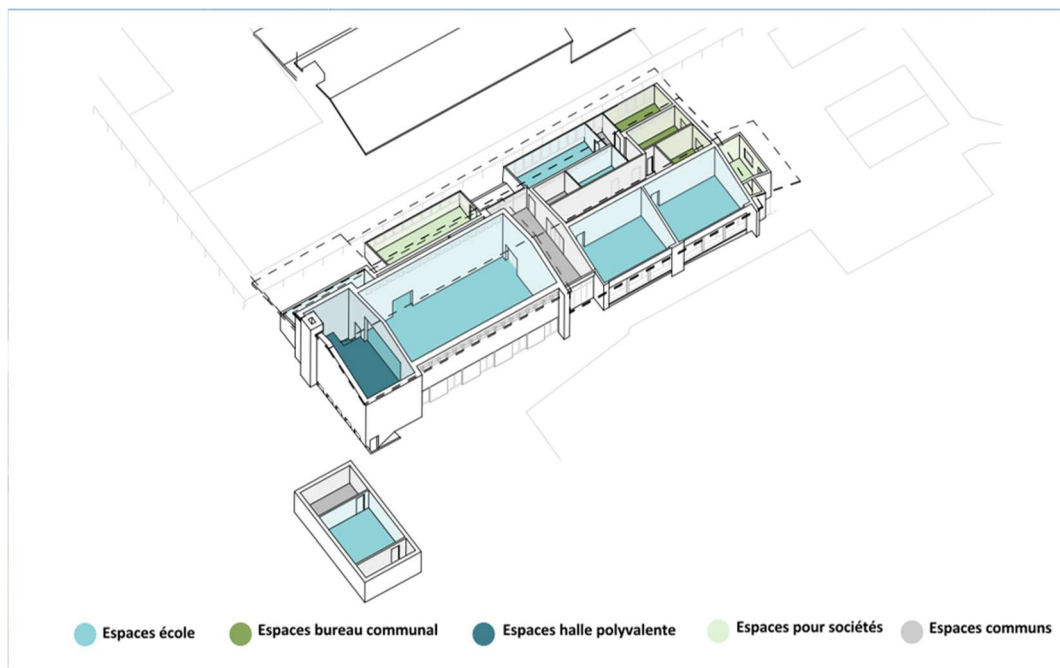 Espaces école
Espaces bureau communal
Espaces halle polyvalente
Espaces pour sociétés
Espaces communs